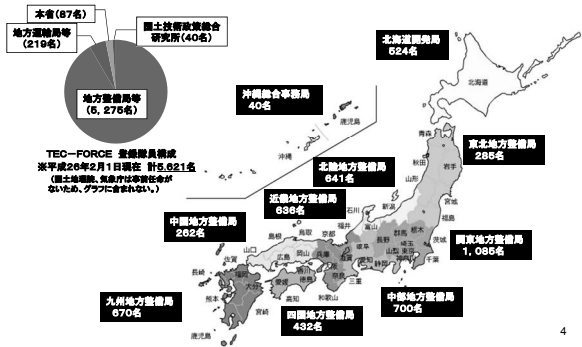 本省(87名)
地方運輸局等
(219名)
国土技術政策総合
研究所(40名)
地方整備局等
(5,275名)
TEC-FORCE 登録隊員構成
※平成26年2月1日現在 計5,621名
(国土地理院、気象庁は事前任命が
ないため、グラフに含まれない。)
北海道開発局
524名
北海道
沖縄総合事務局
40名
鹿児島
沖縄
青森
東北地方整備局
285名
秋田
岩手
山形
宮城
福島
北陸地方整備局
641名
新潟
石川
富山
福井
近畿地方整備局
636名
中国地方整備局
262名
鳥取
京都
島根
岡山
兵庫
滋賀
岐阜
長野
群馬
栃木
茨城
埼玉
山梨
東京
千葉
神奈川
静岡
愛知
関東地方整備局
1,085名
山口
広島
佐賀
福岡
香川
徳島
愛媛
高知
大分
長崎
熊本
宮崎
鹿児島
和歌山
奈良
三重
九州地方整備局
670名
四国地方整備局
432名
中部地方整備局
700名
4